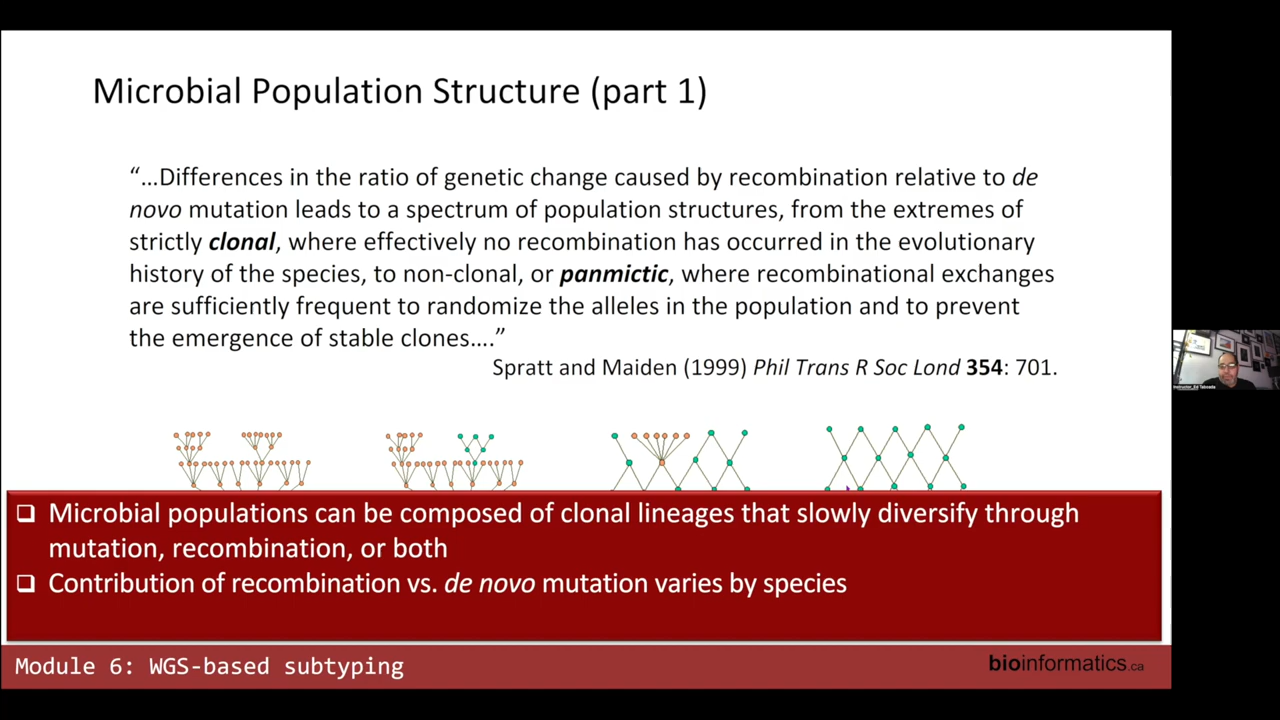 Microbial Population Structure (part 1)
“…Differences in the ratio of genetic change caused by recombination relative to de
novo mutation leads to a spectrum of population structures, from the extremes of
strictly clonal, where effectively no recombination has occurred in the evolutionary
history of the species, to non-clonal, or panmictic, where recombinational exchanges
are sufficiently frequent to randomize the alleles in the population and to prevent
the emergence of stable clones….”
Spratt and Maiden (1999) Phil Trans R Soc Lond 354: 701.
Microbial populations can be composed of clonal lineages that slowly diversify through
mutation, recombination, or both
Contribution of recombination vs. de novo mutation varies by species
Module 6: WGS-based subtyping
bioinformatics.ca
Instructor_Ed Taboada